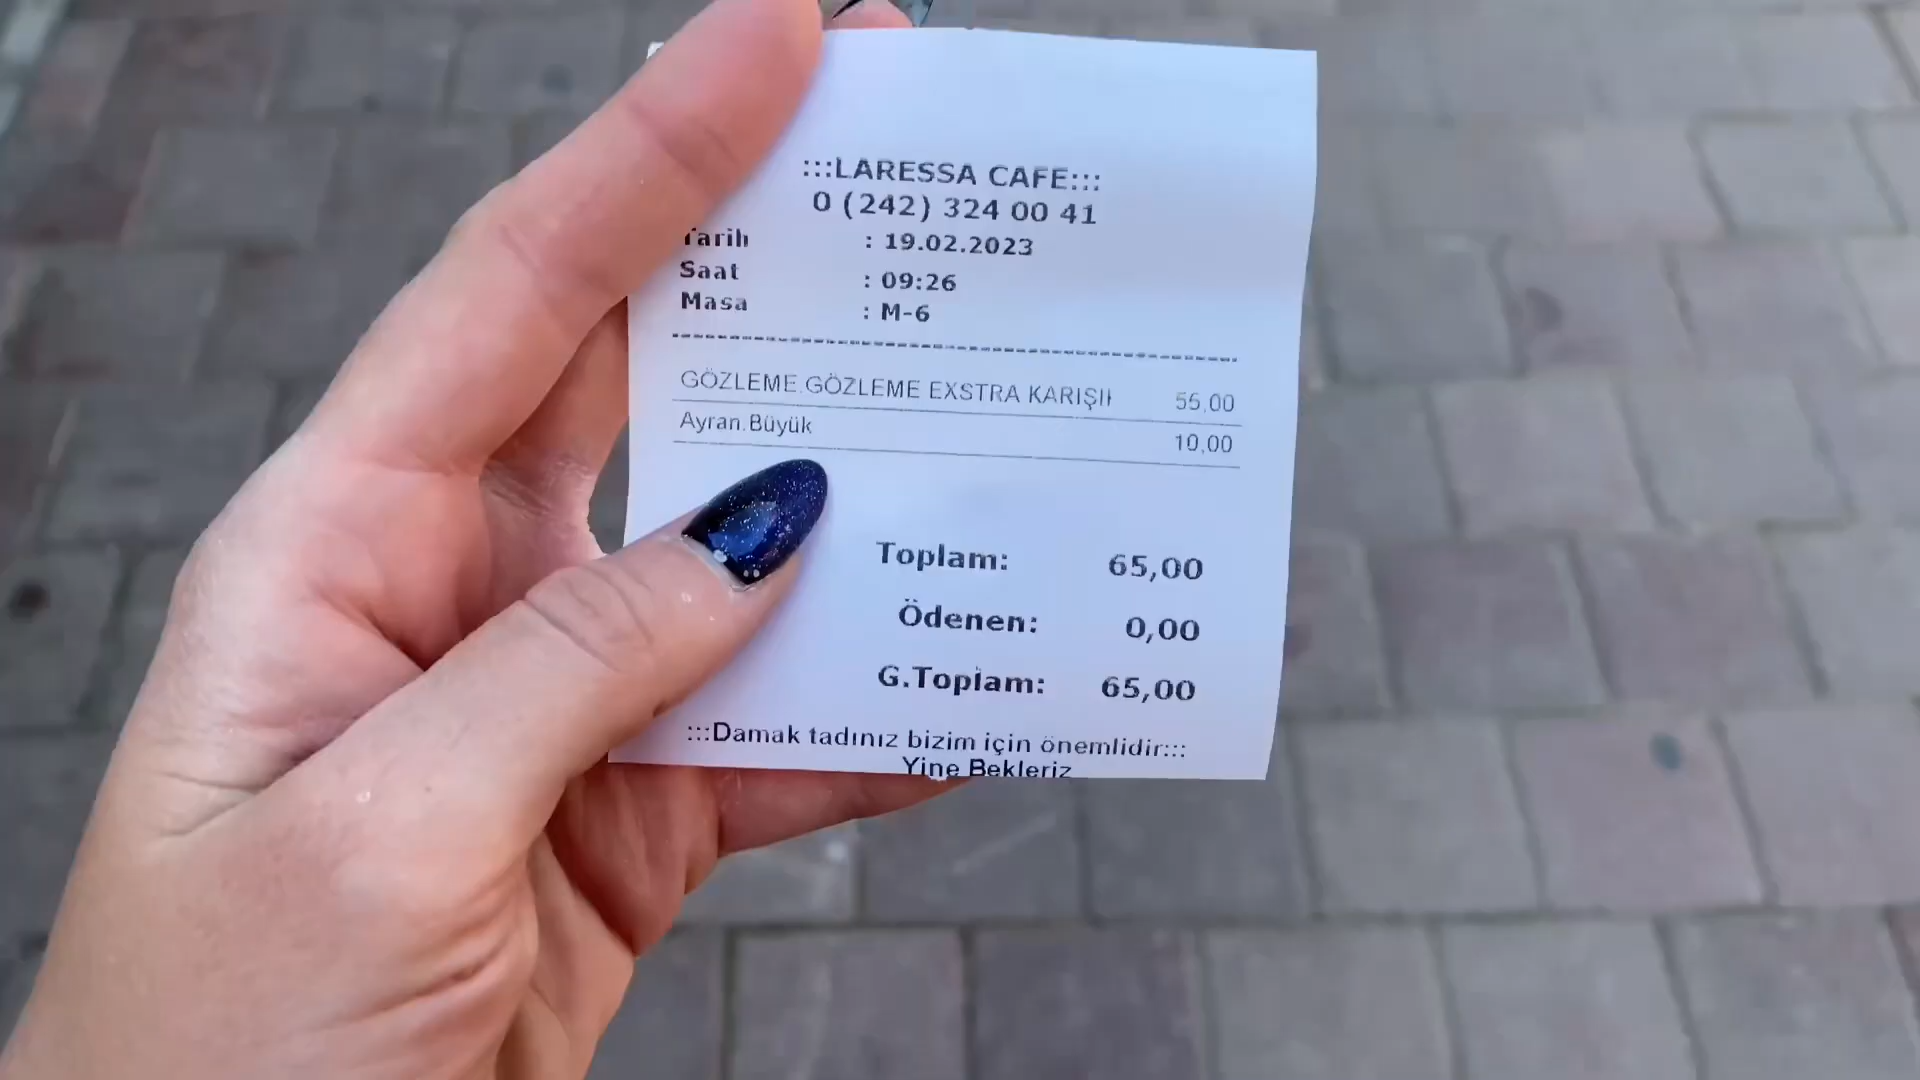 :::LARESSA CAFE:::
0 (242) 324 00 41
Tarih : 19.02.2023
Saat : 09:26
Masa : M-6
GÖZLEME.GÖZLEME EXSTRA KARIŞI
55,00
Ayran.Büyük 10,00
Toplam: 65,00
Ödenen: 0,00
G.Toplam: 65,00
:::Damak tadınız bizim için önemlidir:::
Yine Bekleriz